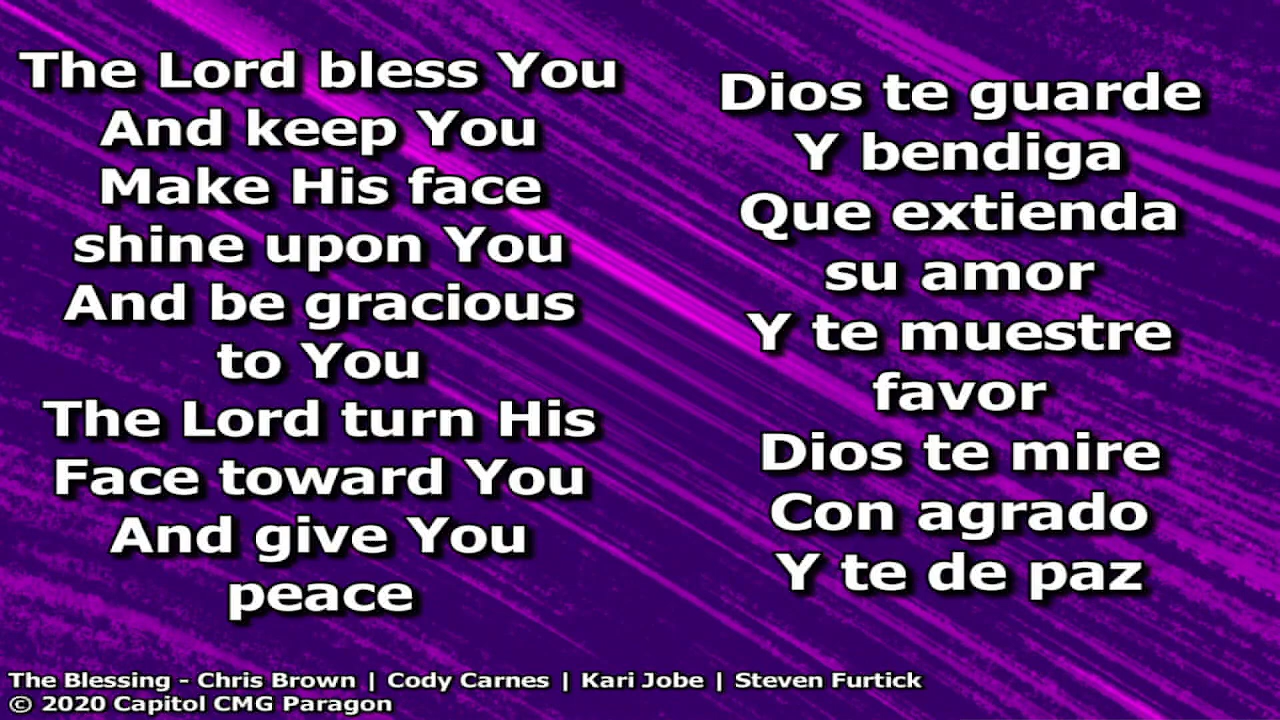 The Lord bless You
And keep You
Make His face
shine upon You
And be gracious
to You
The Lord turn His
Face toward You
And give You
peace
Dios te guarde
Y bendiga
Que extienda
su amor
Y te muestre
favor
Dios te mire
Con agrado
Y te de paz
The Blessing - Chris Brown | Cody Carnes | Kari Jobe | Steven Furtick
© 2020 Capitol CMG Paragon